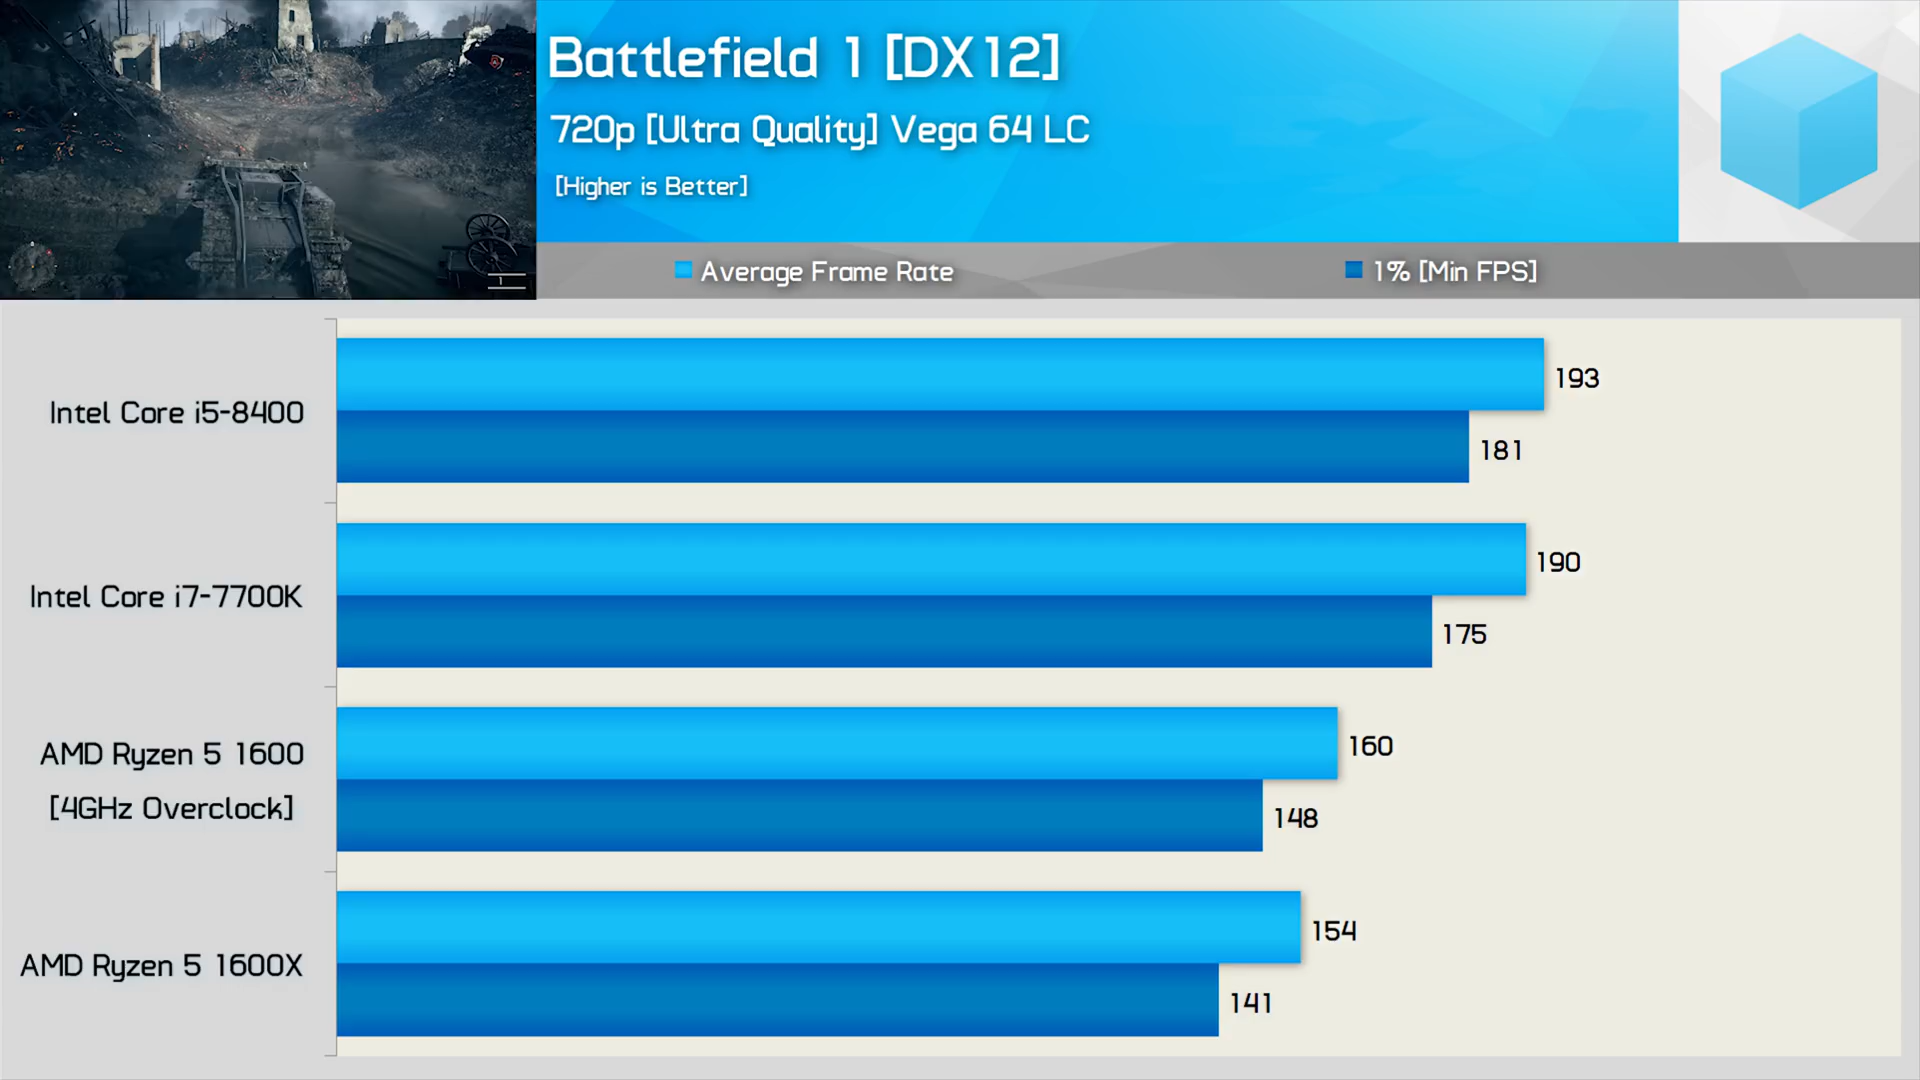 Battlefield 1 [DX12]
720p [Ultra Quality] Vega 64 LC
[Higher is Better]
Average Frame Rate
1% [Min FPS]
Intel Core i5-8400
193
181
Intel Core i7-7700K
190
175
AMD Ryzen 5 1600
[4GHz Overclock]
160
148
AMD Ryzen 5 1600X
154
141